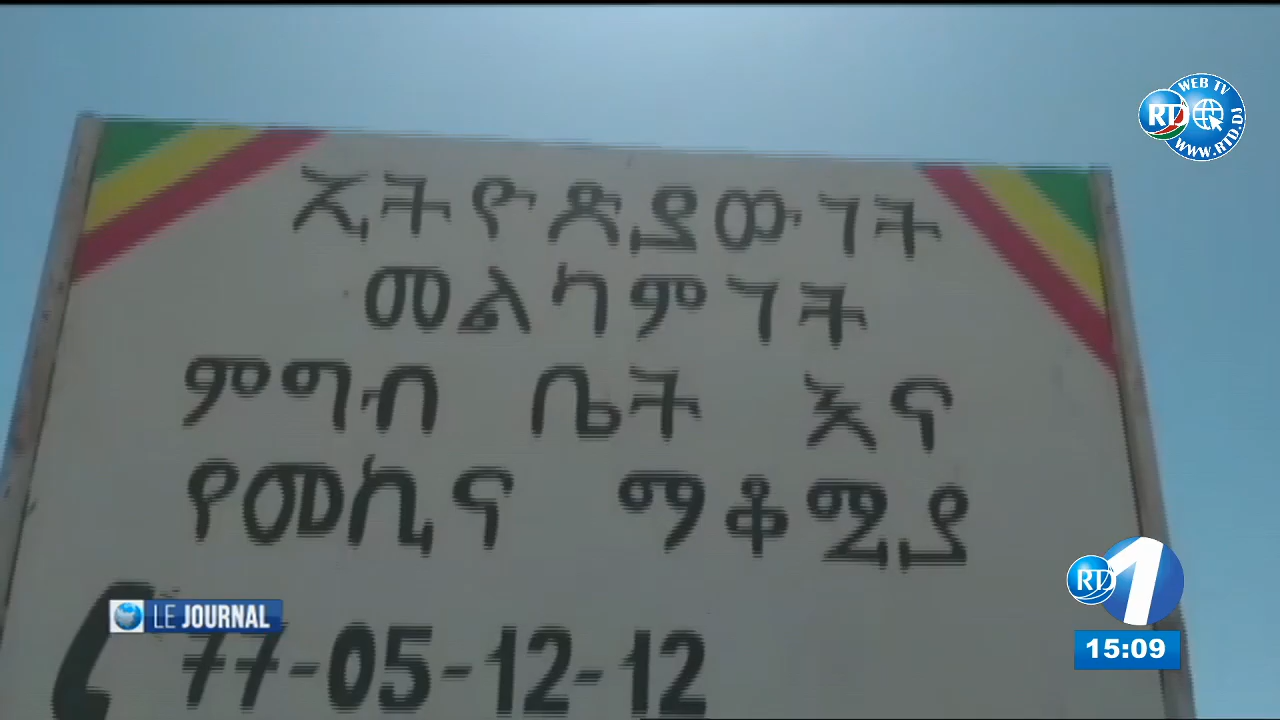 WEB TV
RTD
WWW.RTD.DJ
ኢትዮጵያውነት
መልካምነት
ምግብ ቤት እና
የመኪና ማቆሚያ
LE JOURNAL
77-05-12-12
RTD 1
15:09